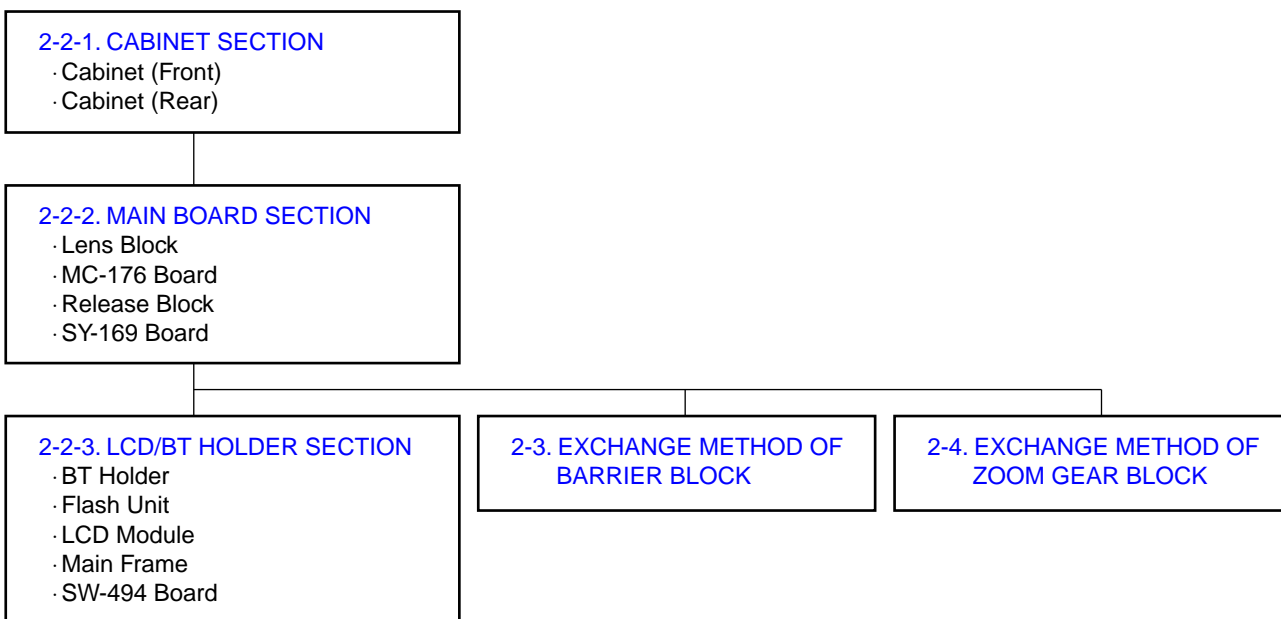 2-2-1. CABINET SECTION
· Cabinet (Front)
· Cabinet (Rear)
2-2-2. MAIN BOARD SECTION
· Lens Block
· MC-176 Board
· Release Block
· SY-169 Board
2-2-3. LCD/BT HOLDER SECTION
· BT Holder
· Flash Unit
· LCD Module
· Main Frame
· SW-494 Board
2-3. EXCHANGE METHOD OF
BARRIER BLOCK
2-4. EXCHANGE METHOD OF
ZOOM GEAR BLOCK